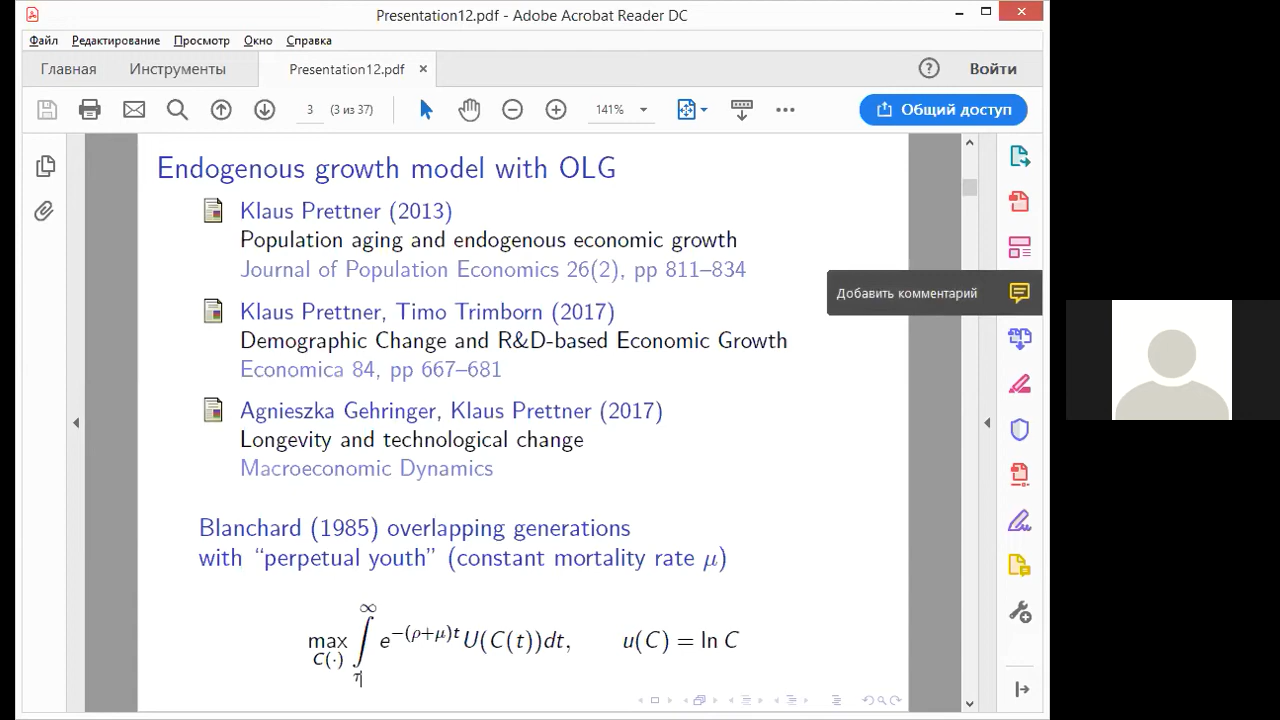 Presentation12.pdf - Adobe Acrobat Reader DC
Файл Редактирование Просмотр Окно Справка
Главная Инструменты Presentation12.pdf × ? Войти
3 (3 из 37) 141% Общий доступ
Endogenous growth model with OLG
Klaus Prettner (2013)
Population aging and endogenous economic growth
Journal of Population Economics 26(2), pp 811–834
Добавить комментарий
Klaus Prettner, Timo Trimborn (2017)
Demographic Change and R&D-based Economic Growth
Economica 84, pp 667–681
Agnieszka Gehringer, Klaus Prettner (2017)
Longevity and technological change
Macroeconomic Dynamics
Blanchard (1985) overlapping generations
with “perpetual youth” (constant mortality rate μ)
max_{C(·)} ∫_τ^∞ e^{−(ρ+μ)t} U(C(t))dt, u(C) = ln C